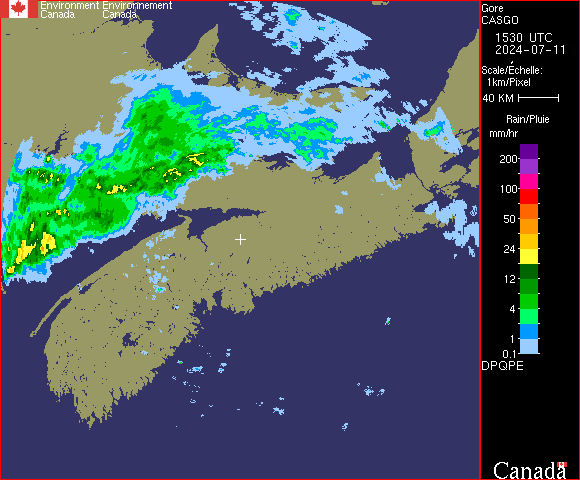 Environment Environnement
Canada Canada
Gore
CASGO
1530 UTC
2024-07-11
Scale/Échelle:
1km/Pixel
40 KM
Rain/Pluie
mm/hr
200
100
50
24
12
4
1
0.1
DPQPE
Canada